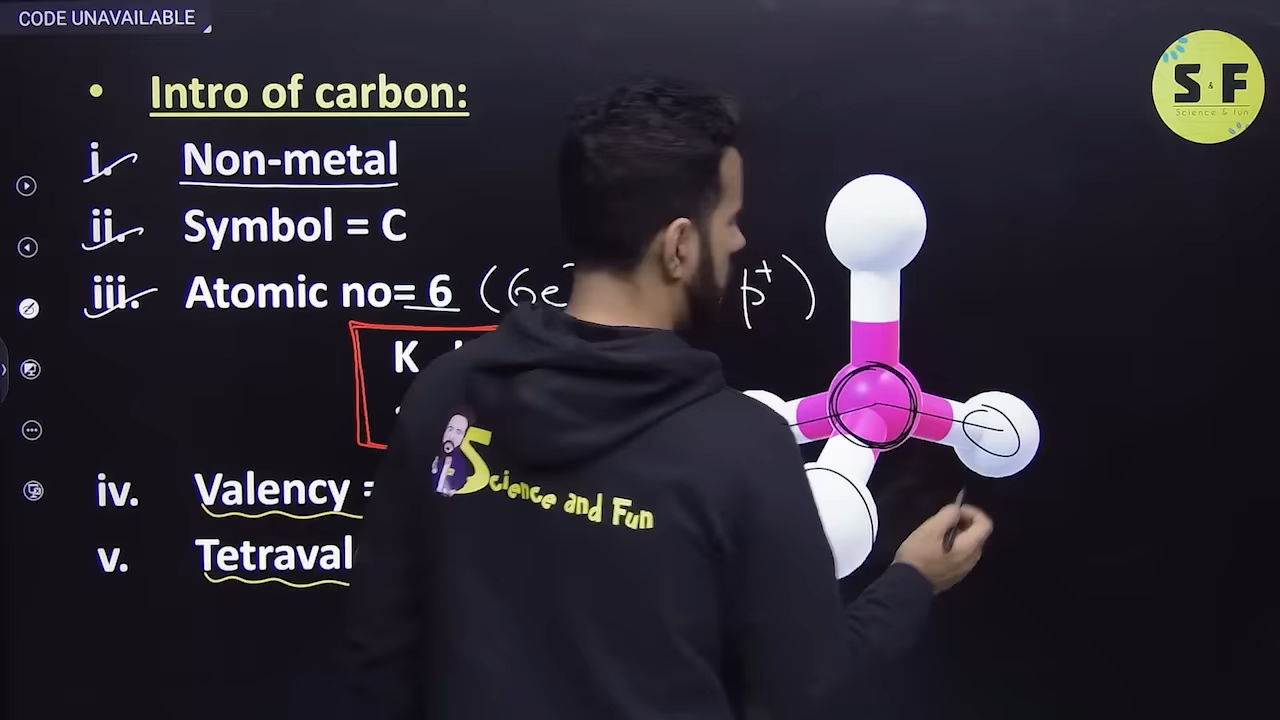 CODE UNAVAILABLE
S & F
Science & fun
• Intro of carbon:
i. Non-metal
ii. Symbol = C
iii. Atomic no= 6 (6e p⁺)
K
iv. Valency =
v. Tetraval
Science and Fun